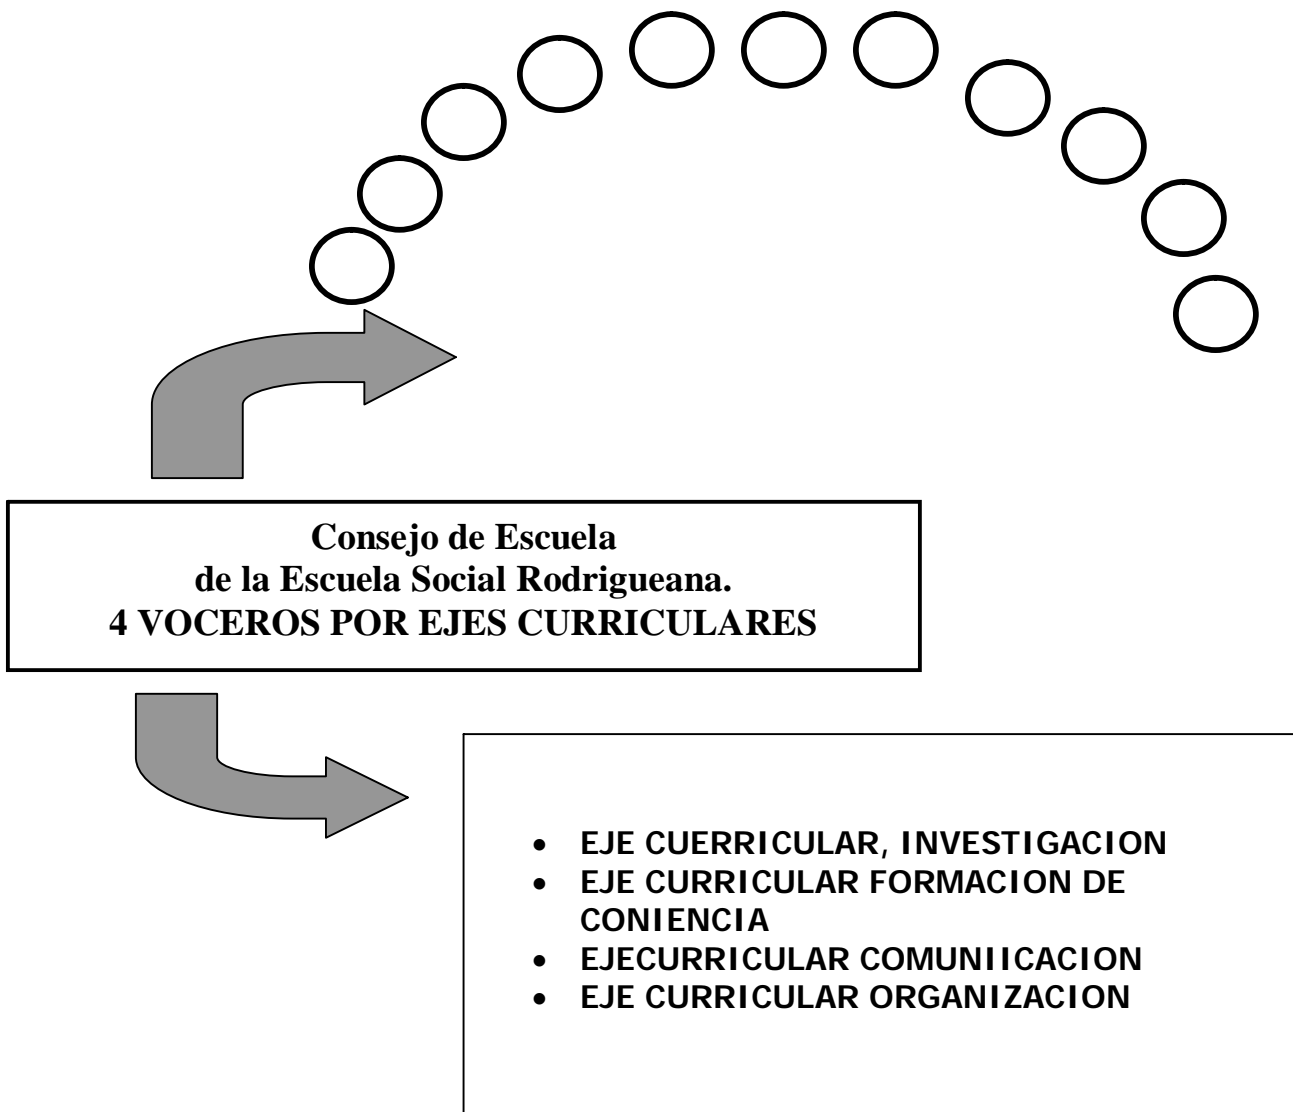 Consejo de Escuela
de la Escuela Social Rodrigueana.
4 VOCEROS POR EJES CURRICULARES
• EJE CUERRICULAR, INVESTIGACION
• EJE CURRICULAR FORMACION DE
CONIENCIA
• EJECURRICULAR COMUNIICACION
• EJE CURRICULAR ORGANIZACION